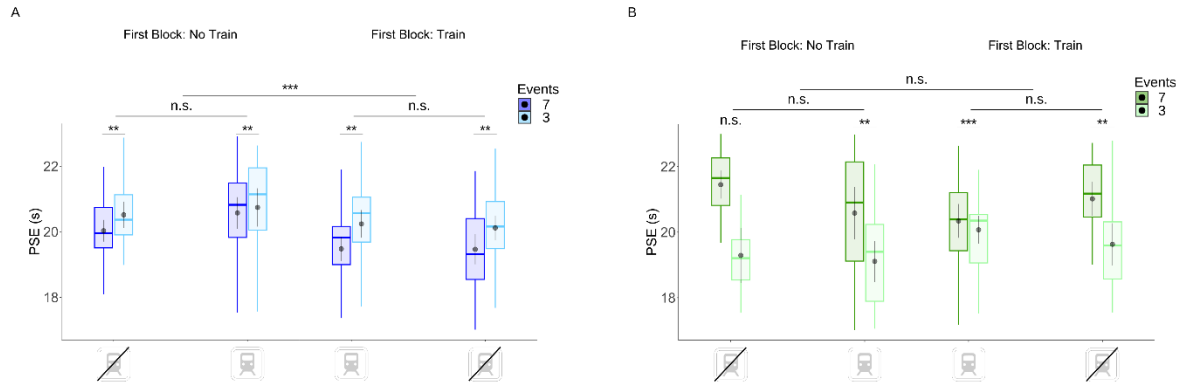 A
First Block: No Train
First Block: Train
***
n.s.
n.s.
Events
7
3
**
**
**
**
PSE (s)
22
20
18
B
First Block: No Train
First Block: Train
n.s.
n.s.
n.s.
Events
7
3
n.s.
**
***
**
PSE (s)
22
20
18